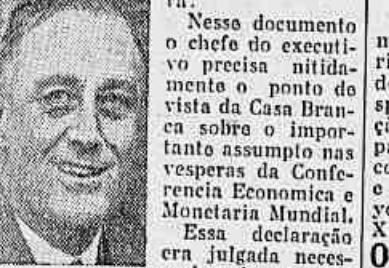 ra.
Nesse documento
o chefe do executi-
vo precisa nitida-
mente o ponto de
vista da Casa Bran-
ca sobre o impor-
tante assumpto nas
vesperas da Confe-
rencia Economica e
Monetaria Mundial.
Essa declaração
era julgada neces-